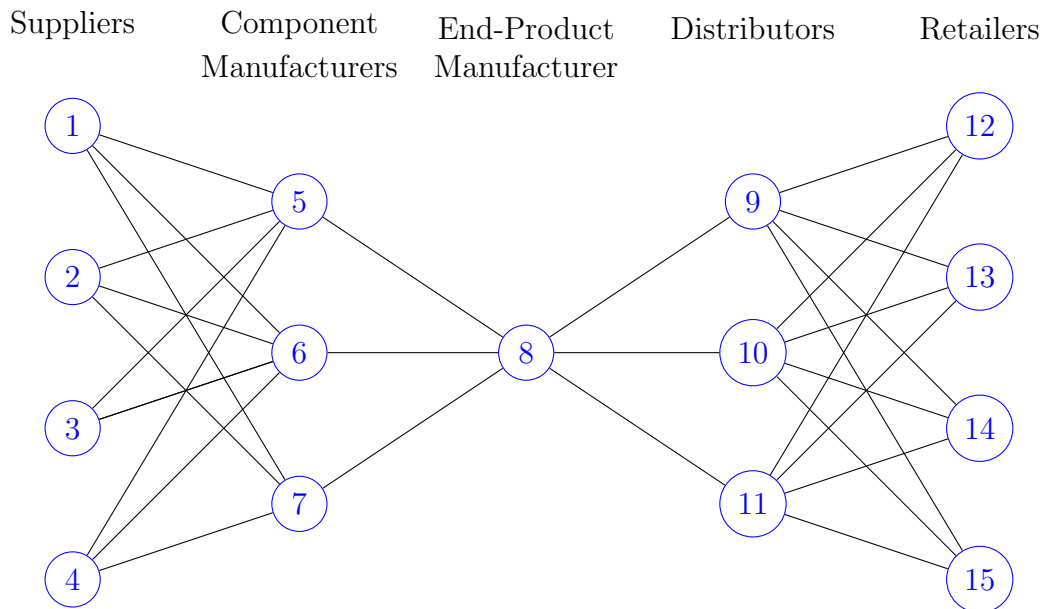 Suppliers
Component
Manufacturers
End-Product
Manufacturer
Distributors
Retailers
1
2
3
4
5
6
7
8
9
10
11
12
13
14
15